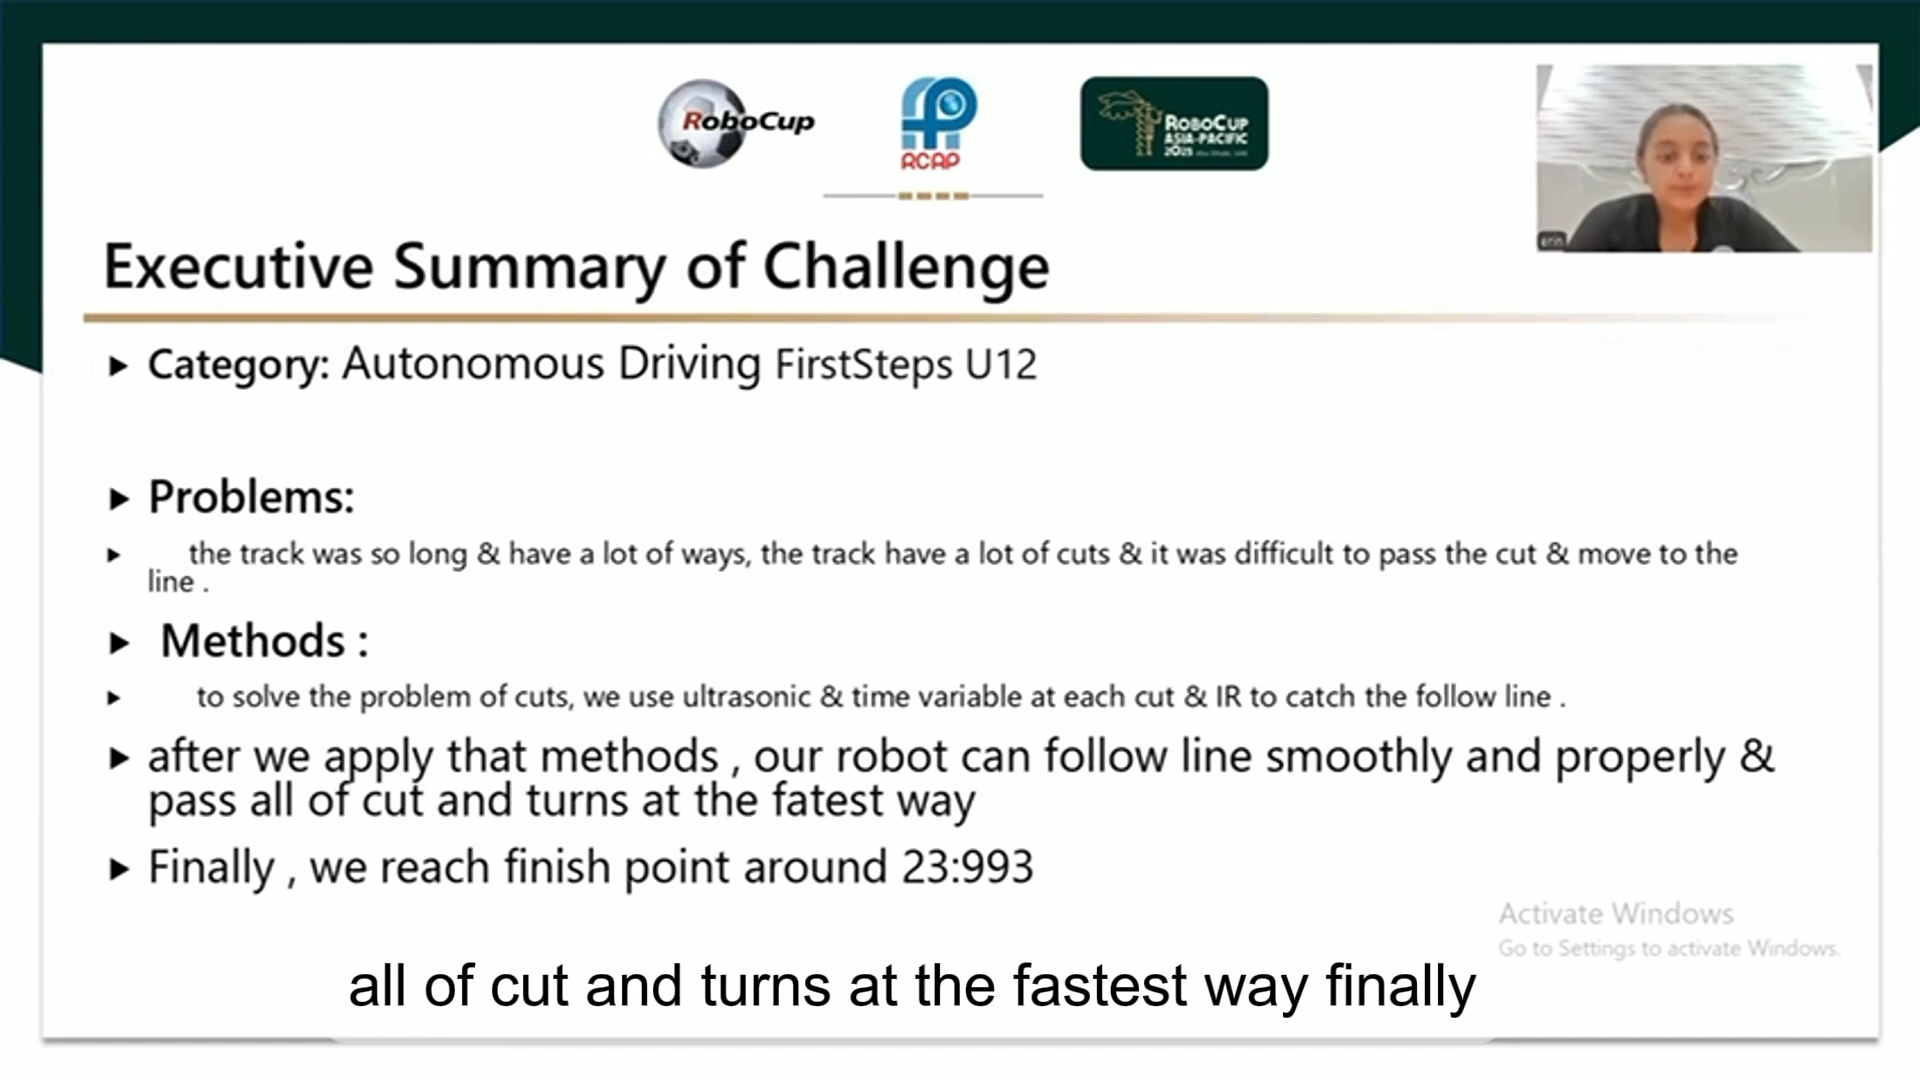 RoboCup
RCAP
ROBOCUP
ASIA-PACIFIC
2025 Abu Dhabi, UAE
erin
Executive Summary of Challenge
Category: Autonomous Driving FirstSteps U12
Problems:
the track was so long & have a lot of ways, the track have a lot of cuts & it was difficult to pass the cut & move to the
line .
Methods :
to solve the problem of cuts, we use ultrasonic & time variable at each cut & IR to catch the follow line .
after we apply that methods , our robot can follow line smoothly and properly &
pass all of cut and turns at the fatest way
Finally , we reach finish point around 23:993
Activate Windows
Go to Settings to activate Windows.
all of cut and turns at the fastest way finally